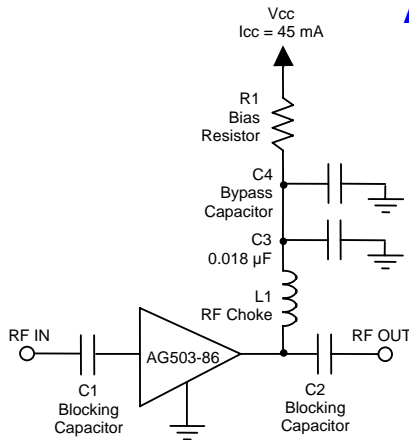 Vcc
Icc = 45 mA
R1
Bias
Resistor
C4
Bypass
Capacitor
C3
0.018 µF
L1
RF Choke
RF IN
AG503-86
RF OUT
C1
Blocking
Capacitor
C2
Blocking
Capacitor